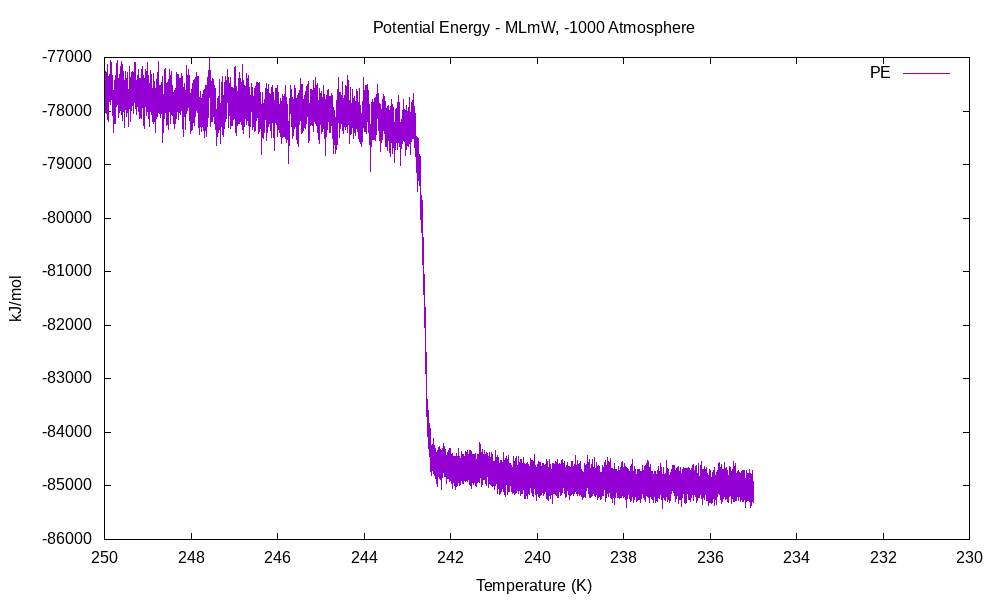 Potential Energy - MLmW, -1000 Atmosphere
PE
-77000
-78000
-79000
-80000
-81000
-82000
-83000
-84000
-85000
-86000
kJ/mol
250 248 246 244 242 240 238 236 234 232 230
Temperature (K)